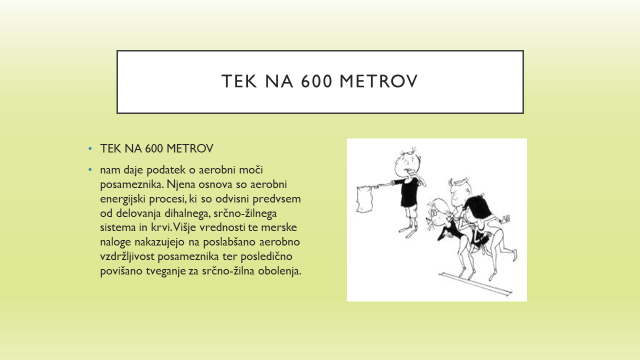 TEK NA 600 METROV
TEK NA 600 METROV
nam daje podatek o aerobni moči
posameznika. Njena osnova so aerobni
energijski procesi, ki so odvisni predvsem
od delovanja dihalnega, srčno-žilnega
sistema in krvi. Višje vrednosti te merske
naloge nakazujejo na poslabšano aerobno
vzdržljivost posameznika ter posledično
povišano tveganje za srčno-žilna obolenja.